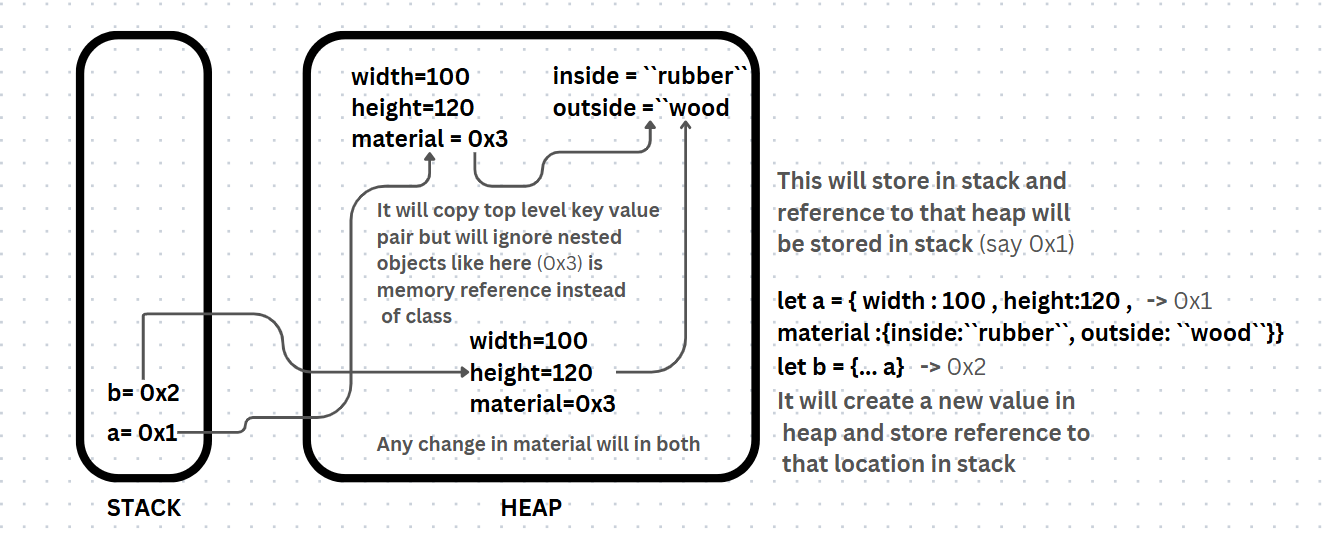 width=100
height=120
material = 0x3
inside = ``rubber``
outside =``wood
It will copy top level key value
pair but will ignore nested
objects like here (0x3) is
memory reference instead
of class
width=100
height=120
material=0x3
Any change in material will in both
b= 0x2
a= 0x1
STACK
HEAP
This will store in stack and
reference to that heap will
be stored in stack (say 0x1)
let a = { width : 100 , height:120 , -> 0x1
material :{inside:``rubber``, outside: ``wood``}}
let b = {... a} -> 0x2
It will create a new value in
heap and store reference to
that location in stack